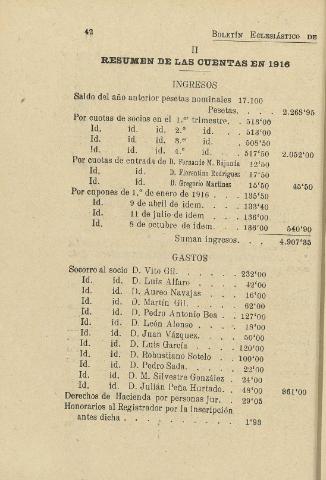 42 BOLETÍN ECLESIÁSTICO DE
II
RESUMEN DE LAS CUENTAS EN 1916
INGRESOS
Saldo del año anterior pesetas nominales 17.100
Pesetas. . . . 2.268'95
Por cuotas de socios en el 1.er trimestre. . 513'00
Id. id. id. 2.º id. . 513'00
Id. id. id. 3.º id. . 508'50
Id. id. id. 4.º id. . 517'50 2.052'00
Por cuotas de entrada de D. Fernando M. Bujanda 12'50
Id. id. D. Florentino Rodríguez 17'50
Id. id. D. Gregorio Martínez 15'50 45'50
Por cupones de 1.º de enero de 1916 . . . 135'50
Id. 9 de abril de idem. . . . 133'40
Id. 11 de julio de idem . . . 136'00
Id. 8 de octubre de idem. . . 136'00 540'90
Suman ingresos. . . . 4.907'35
GASTOS
Socorro al socio D. Vito Gil. . . . . . 232'00
Id. id. D. Luis Alfaro . . . . 42'00
Id. id. D. Aureo Navajas . . . 16'00
Id. id. D. Martín Gil. . . . . 62'00
Id. id. D. Pedro Antonio Bea . . 127'00
Id. id. D. León Alonso . . . . 18'00
Id. id. D. Juan Vázquez. . . . 50'00
Id. id. D. Luis García . . . . 120'00
Id. id. D. Robustiano Sotelo . . 100'00
Id. id. D. Pedro Sada. . . . . 22'00
Id. id. D. M. Silvestre González . 24'00
Id. id. D. Julián Peña Hurtado. . 48'00 861'00
Derechos de Hacienda por personas jur. . 29'05
Honorarios al Registrador por la inscripción
antes dicha . . . . . . . . 1'93